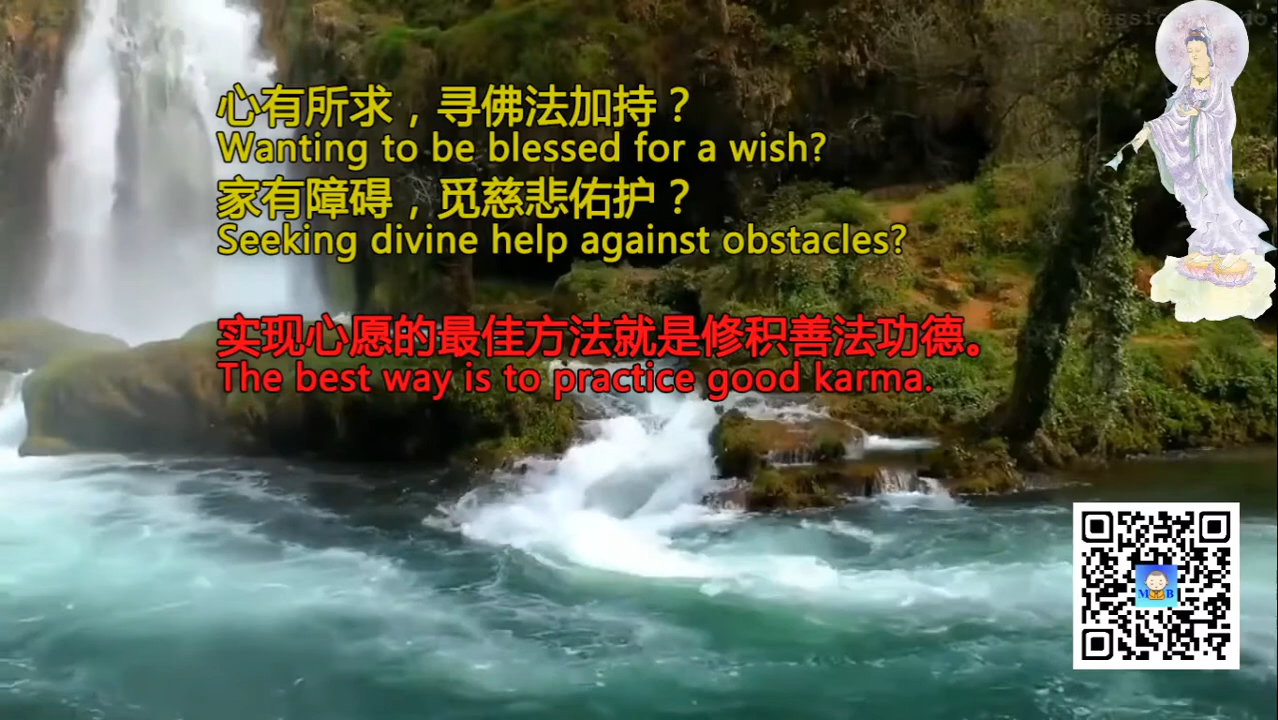 心有所求，寻佛法加持？
Wanting to be blessed for a wish?
家有障碍，觅慈悲佑护？
Seeking divine help against obstacles?
实现心愿的最佳方法就是修积善法功德。
The best way is to practice good karma.
M B